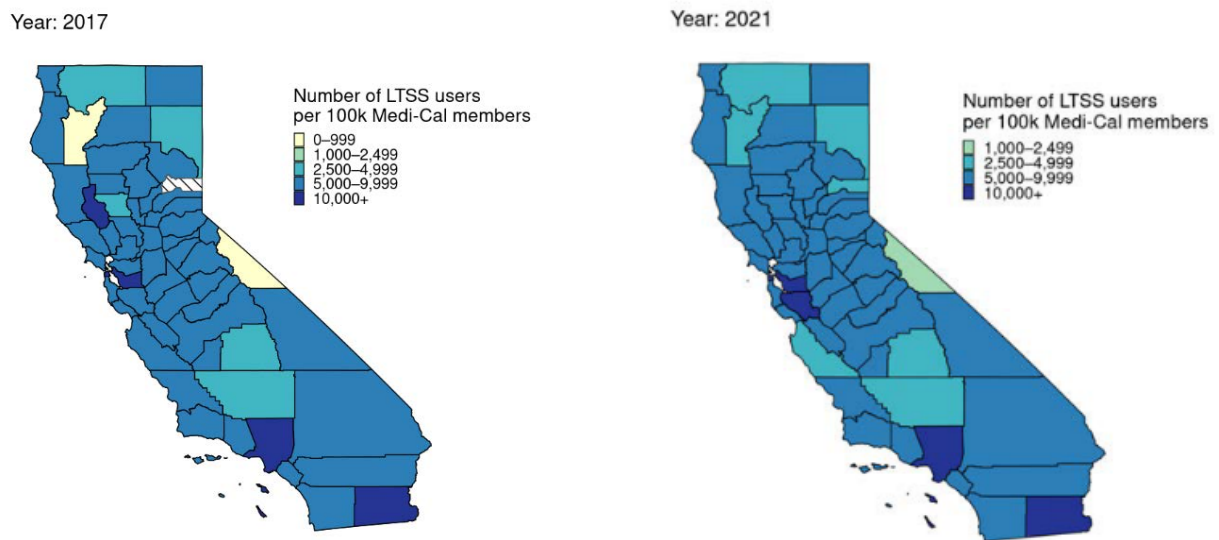 Year: 2017
Number of LTSS users
per 100k Medi-Cal members
0–999
1,000–2,499
2,500–4,999
5,000–9,999
10,000+
Year: 2021
Number of LTSS users
per 100k Medi-Cal members
1,000–2,499
2,500–4,999
5,000–9,999
10,000+